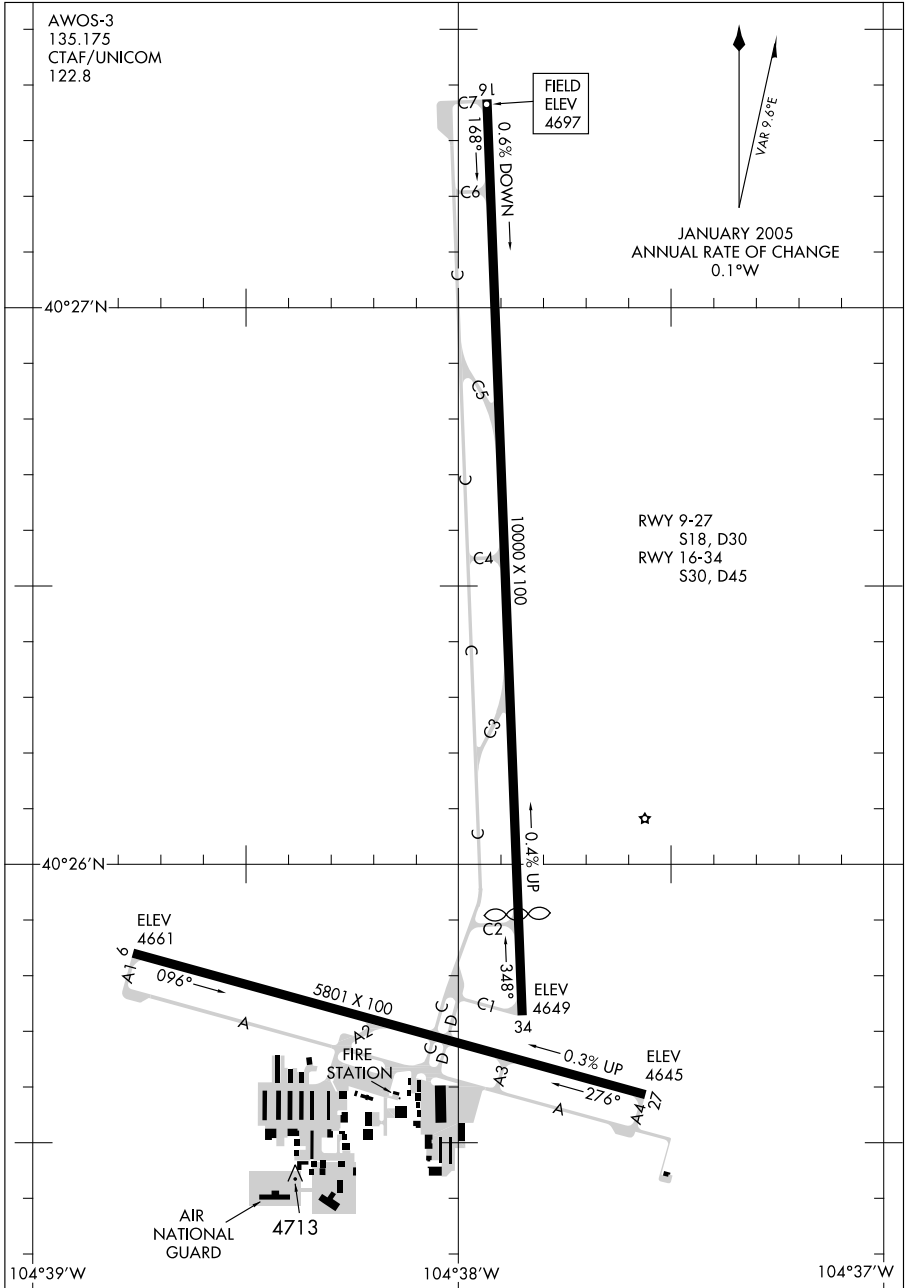 AWOS-3
135.175
CTAF/UNICOM
122.8
FIELD
ELEV
4697
VAR 9.6°E
JANUARY 2005
ANNUAL RATE OF CHANGE
0.1°W
16
C7
168°
0.6% DOWN
C6
C
40°27'N
C5
C
10000 X 100
C4
RWY 9-27
S18, D30
RWY 16-34
S30, D45
C
C3
C
0.4% UP
40°26'N
C2
348°
ELEV
4661
9
A1
096°
5801 X 100
C1
ELEV
4649
34
A
C
D
A2
C
D
FIRE
STATION
0.3% UP
ELEV
4645
A3
276°
A
A4
27
AIR
NATIONAL
GUARD
4713
104°39'W
104°38'W
104°37'W